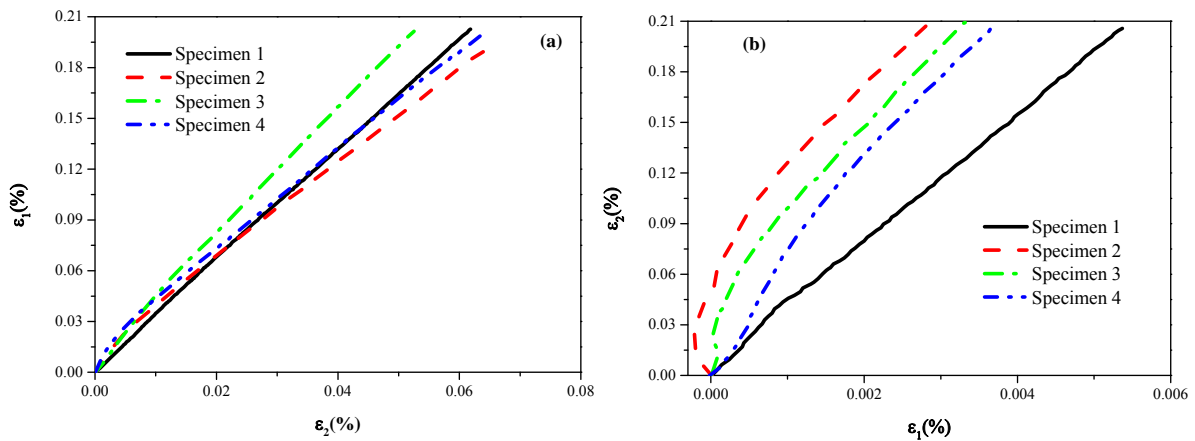 (a)
Specimen 1
Specimen 2
Specimen 3
Specimen 4
0.21
0.18
0.15
0.12
0.09
0.06
0.03
0.00
0.00
0.02
0.04
0.06
0.08
ε₁(%)
ε₂(%)
(b)
Specimen 1
Specimen 2
Specimen 3
Specimen 4
0.21
0.18
0.15
0.12
0.09
0.06
0.03
0.00
0.000
0.002
0.004
0.006
ε₂(%)
ε₁(%)